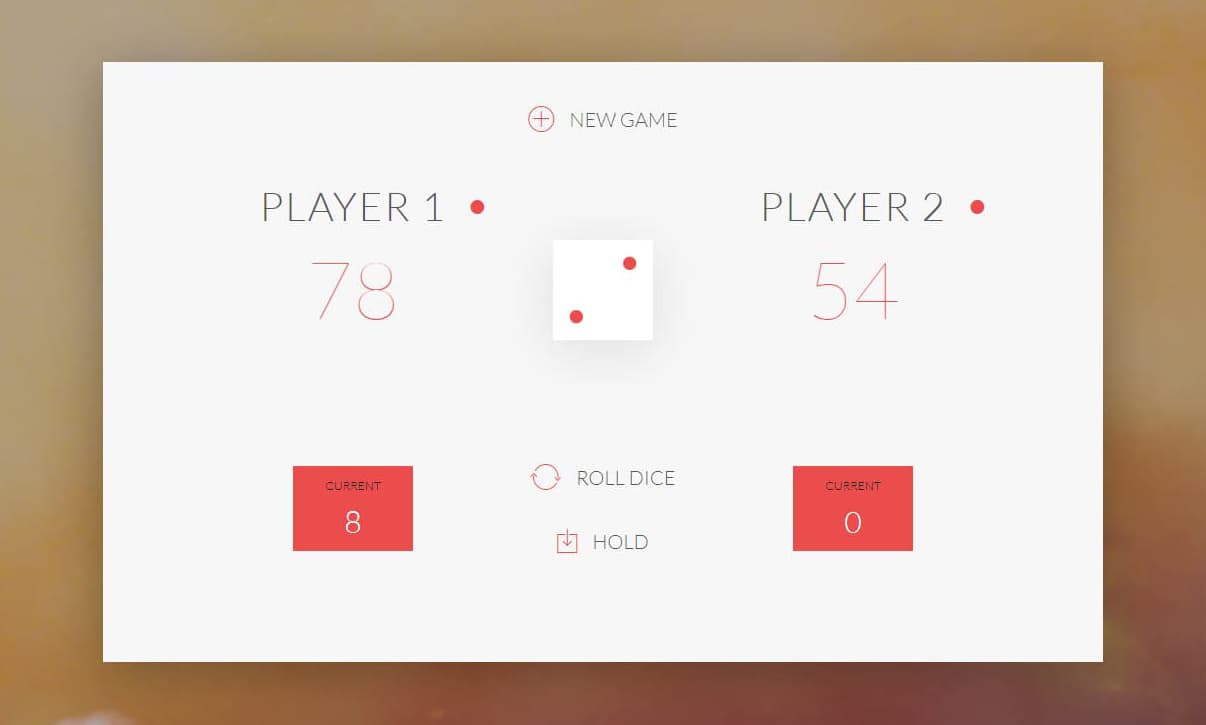 NEW GAME
PLAYER 1
PLAYER 2
78
54
CURRENT
8
ROLL DICE
HOLD
CURRENT
0